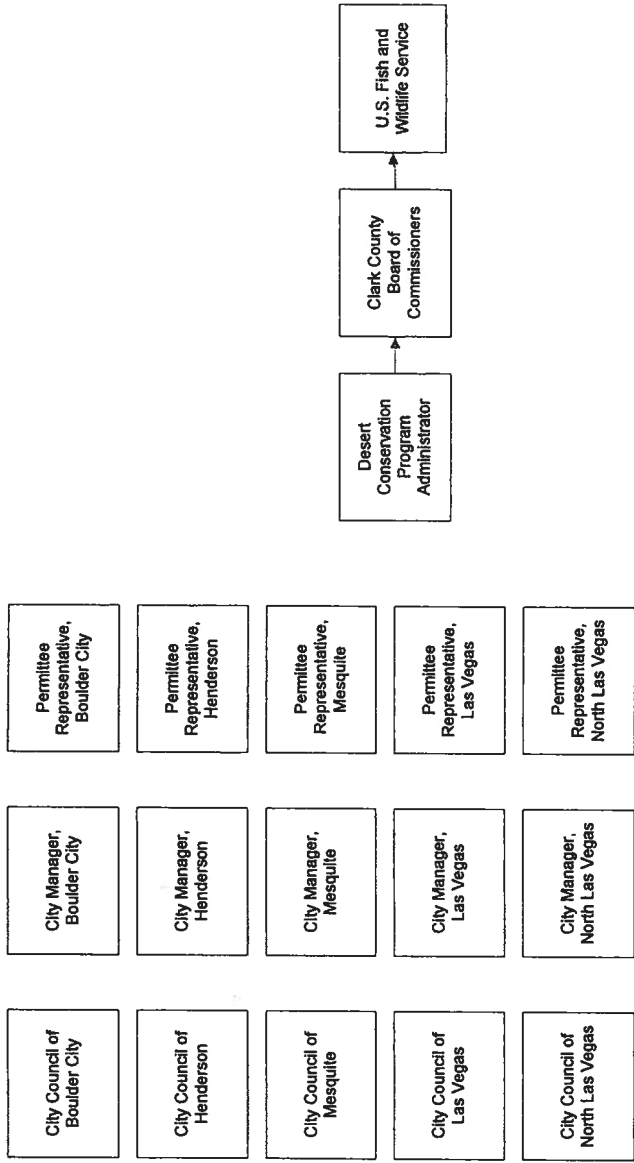 City Council of
Boulder City
City Manager,
Boulder City
Permittee
Representative,
Boulder City
City Council of
Henderson
City Manager,
Henderson
Permittee
Representative,
Henderson
City Council of
Mesquite
City Manager,
Mesquite
Permittee
Representative,
Mesquite
City Council of
Las Vegas
City Manager,
Las Vegas
Permittee
Representative,
Las Vegas
City Council of
North Las Vegas
City Manager,
North Las Vegas
Permittee
Representative,
North Las Vegas
Desert
Conservation
Program
Administrator
Clark County
Board of
Commissioners
U.S. Fish and
Wildlife Service